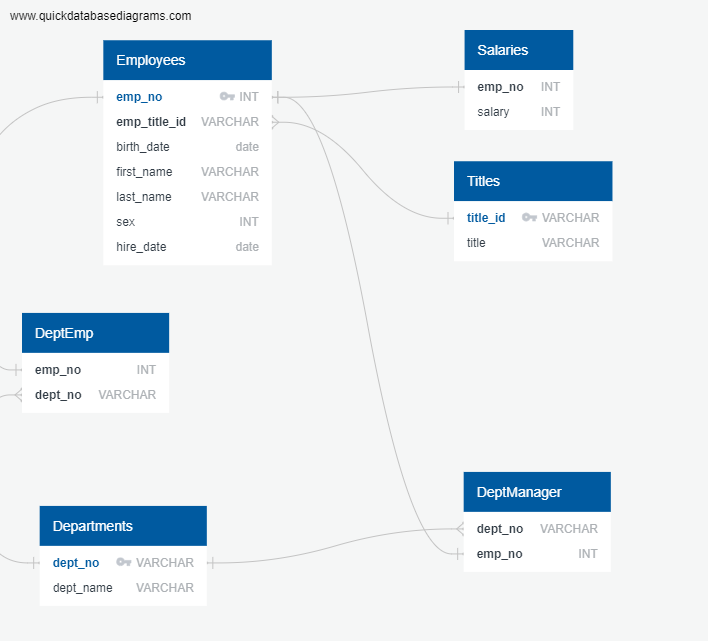 www.quickdatabasediagrams.com
Employees
emp_no INT
emp_title_id VARCHAR
birth_date date
first_name VARCHAR
last_name VARCHAR
sex INT
hire_date date
Salaries
emp_no INT
salary INT
Titles
title_id VARCHAR
title VARCHAR
DeptEmp
emp_no INT
dept_no VARCHAR
Departments
dept_no VARCHAR
dept_name VARCHAR
DeptManager
dept_no VARCHAR
emp_no INT